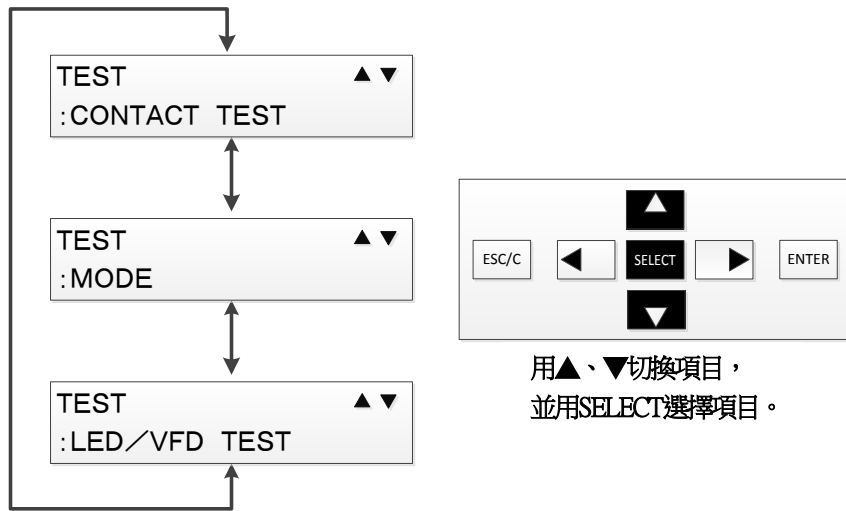 TEST ▲ ▼
:CONTACT TEST
TEST ▲ ▼
:MODE
TEST ▲ ▼
:LED／VFD TEST
ESC/C SELECT ENTER
用▲、▼切換項目，
並用SELECT選擇項目。